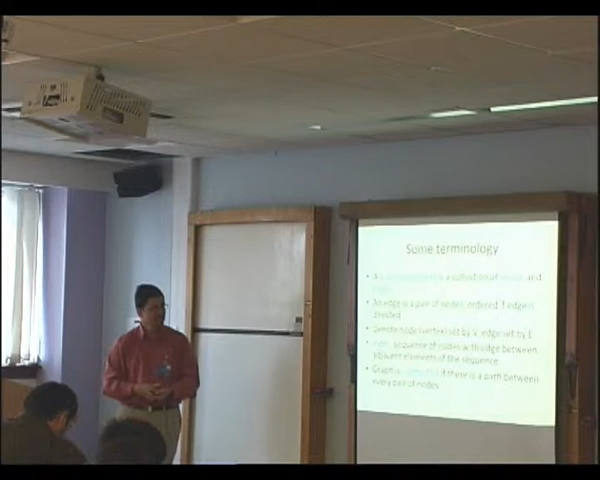 Some terminology
• A is a collection of and
• An edge is a pair of nodes, ordered if edge is
directed
• Denote node (vertex) set by V, edge set by E
• sequence of nodes with edge between
adjacent elements of the sequence
• Graph is if there is a path between
every pair of nodes